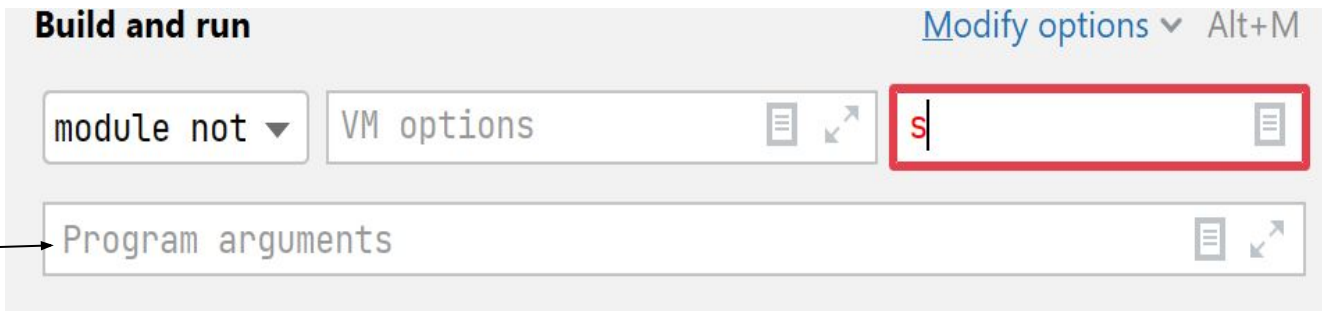 Build and run Modify options Alt+M
module not VM options s
Program arguments